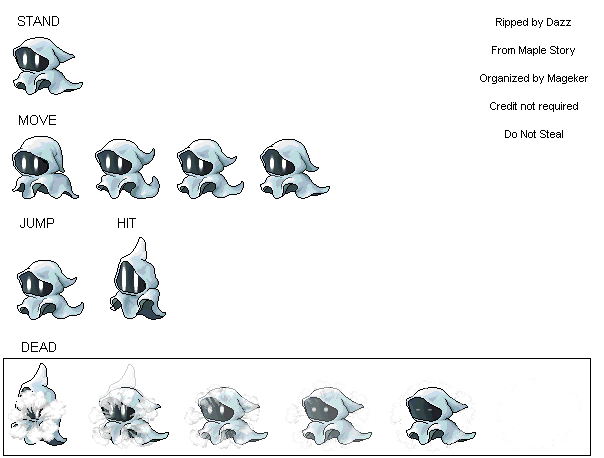 STAND
Ripped by Dazz
From Maple Story
Organized by Mageker
Credit not required
Do Not Steal
MOVE
JUMP
HIT
DEAD